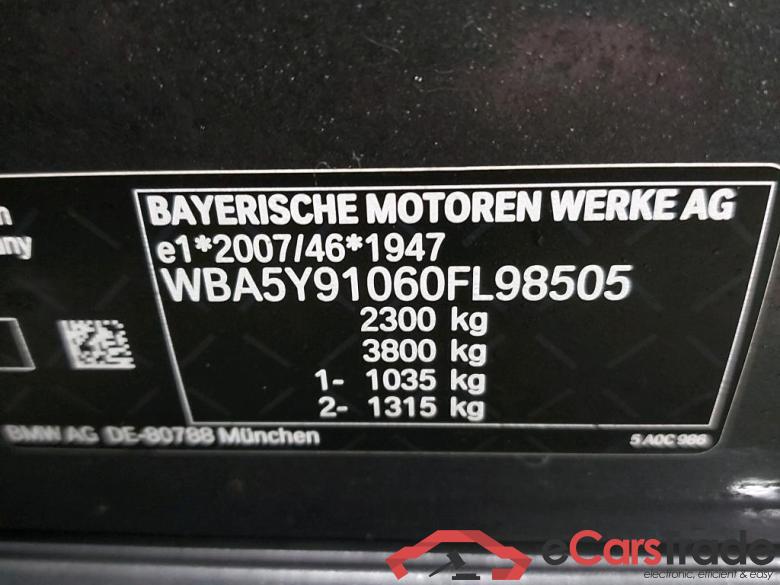 BAYERISCHE MOTOREN WERKE AG
e1*2007/46*1947
WBA5Y91060FL98505
2300 kg
3800 kg
1- 1035 kg
2- 1315 kg
BMW AG DE-80788 München
5 A0C 986
eCarstrade
electronic, efficient & easy